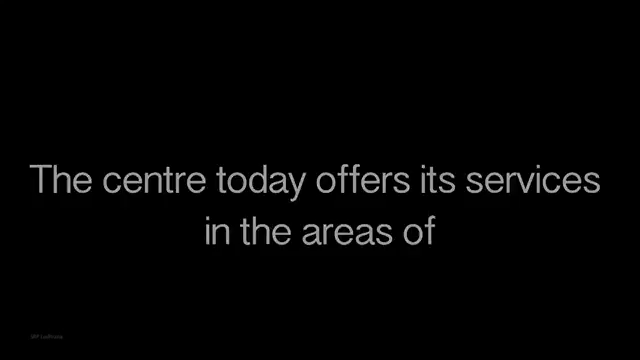 The centre today offers its services
in the areas of